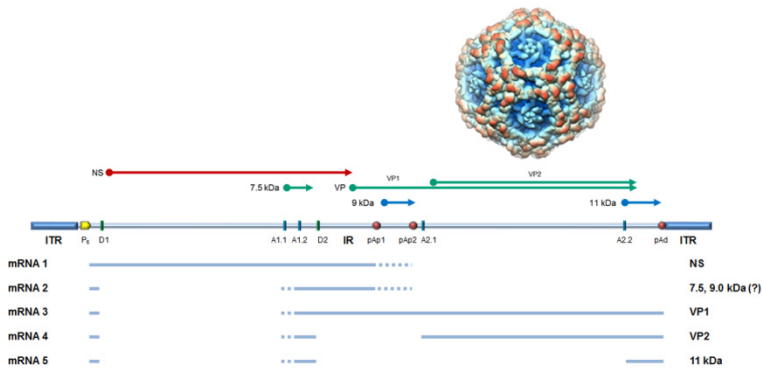 NS
7.5 kDa
VP
VP1
VP2
9 kDa
11 kDa
ITR
P6
D1
A1.1
A1.2
D2
IR
pAp1
pAp2
A2.1
A2.2
pAd
ITR
mRNA 1
NS
mRNA 2
7.5, 9.0 kDa (?)
mRNA 3
VP1
mRNA 4
VP2
mRNA 5
11 kDa